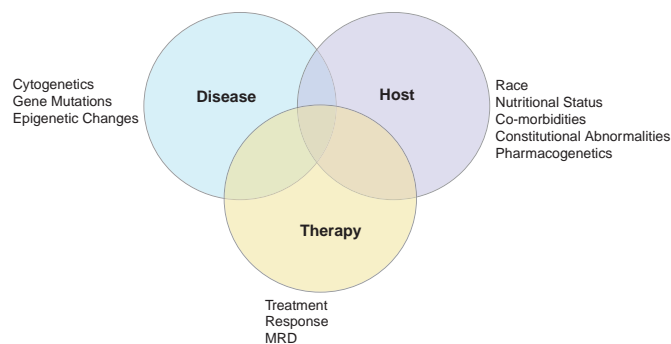 Cytogenetics
Gene Mutations
Epigenetic Changes
Disease
Host
Race
Nutritional Status
Co-morbidities
Constitutional Abnormalities
Pharmacogenetics
Therapy
Treatment
Response
MRD